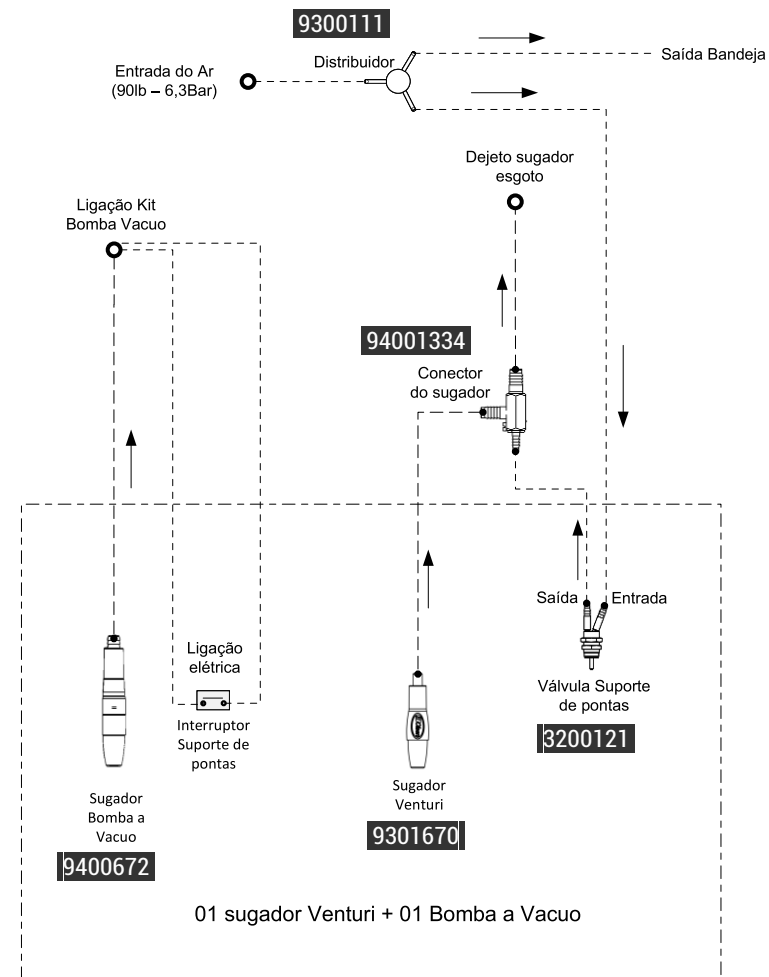 9300111
Distribuidor
Saída Bandeja
Entrada do Ar
(90lb – 6,3Bar)
Dejeto sugador
esgoto
Ligação Kit
Bomba Vacuo
94001334
Conector
do sugador
Saída
Entrada
Ligação
elétrica
Válvula Suporte
de pontas
3200121
Interruptor
Suporte de
pontas
Sugador
Venturi
9301670
Sugador
Bomba a
Vacuo
9400672
01 sugador Venturi + 01 Bomba a Vacuo